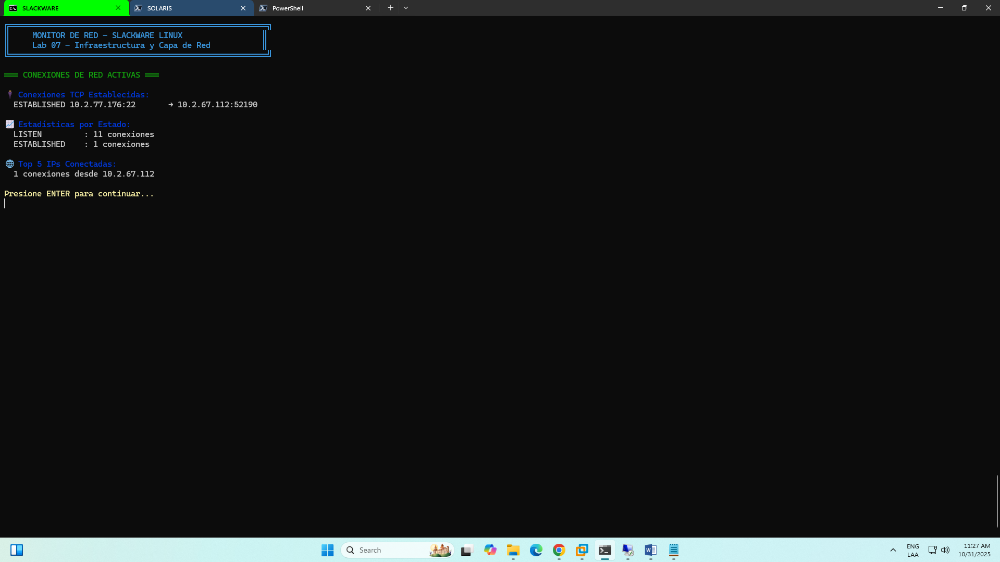 SLACKWARE
SOLARIS
PowerShell
MONITOR DE RED - SLACKWARE LINUX
Lab 07 - Infraestructura y Capa de Red
═══ CONEXIONES DE RED ACTIVAS ═══
Conexiones TCP Establecidas:
ESTABLISHED 10.2.77.176:22 → 10.2.67.112:52190
Estadísticas por Estado:
LISTEN : 11 conexiones
ESTABLISHED : 1 conexiones
Top 5 IPs Conectadas:
1 conexiones desde 10.2.67.112
Presione ENTER para continuar...
Search
ENG
LAA
11:27 AM
10/31/2025